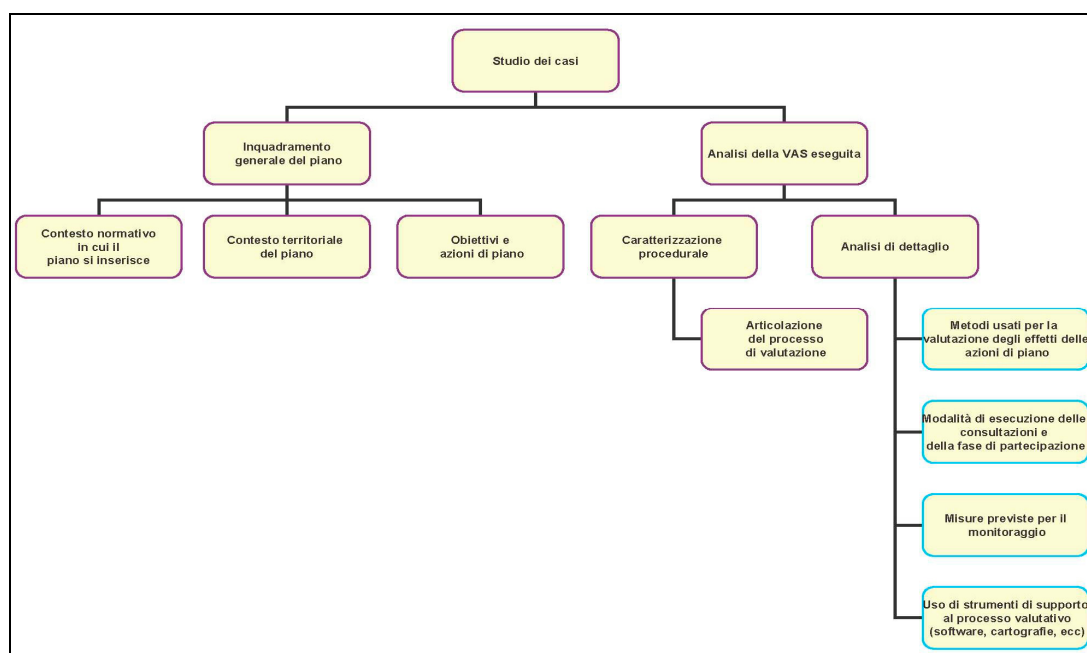 Studio dei casi
Inquadramento
generale del piano
Analisi della VAS eseguita
Contesto normativo
in cui il
piano si inserisce
Contesto territoriale
del piano
Obiettivi e
azioni di piano
Caratterizzazione
procedurale
Analisi di dettaglio
Articolazione
del processo
di valutazione
Metodi usati per la
valutazione degli effetti delle
azioni di piano
Modalità di esecuzione delle
consultazioni e
della fase di partecipazione
Misure previste per il
monitoraggio
Uso di strumenti di supporto
al processo valutativo
(software, cartografie, ecc)